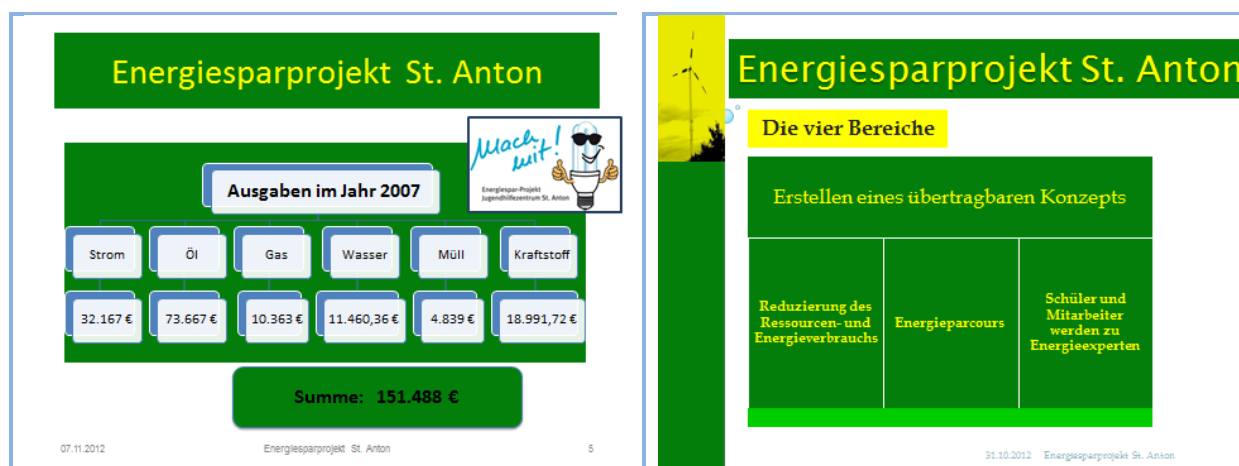 Energiesparprojekt St. Anton
Mach
mit!
Energiespar-Projekt
Jugendhilfezentrum St. Anton
Ausgaben im Jahr 2007
Strom Öl Gas Wasser Müll Kraftstoff
32.167 € 73.667 € 10.363 € 11.460,36 € 4.839 € 18.991,72 €
Summe: 151.488 €
07.11.2012 Energiesparprojekt St. Anton 5
Energiesparprojekt St. Anton
Die vier Bereiche
Erstellen eines übertragbaren Konzepts
Reduzierung des
Ressourcen- und
Energieverbrauchs
Energieparcours
Schüler und
Mitarbeiter
werden zu
Energieexperten
31.10.2012 Energiesparprojekt St. Anton